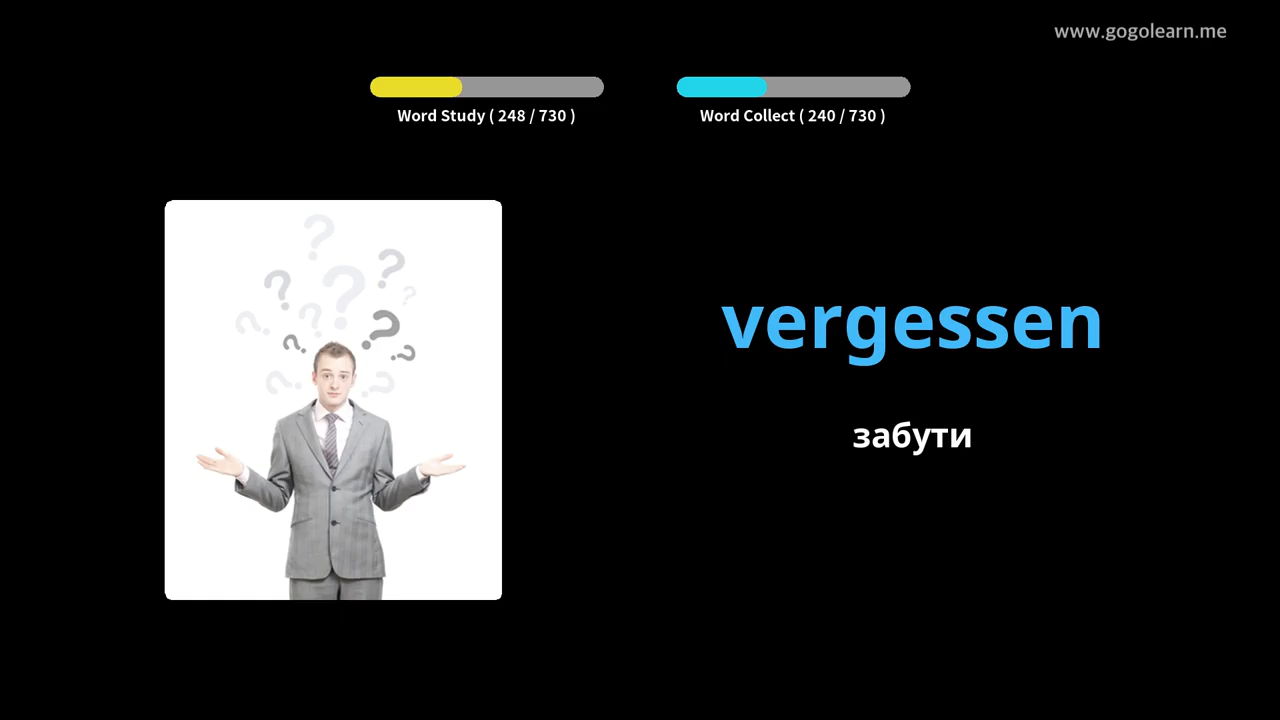 www.gogolearn.me
Word Study ( 248 / 730 )
Word Collect ( 240 / 730 )
vergessen
забути